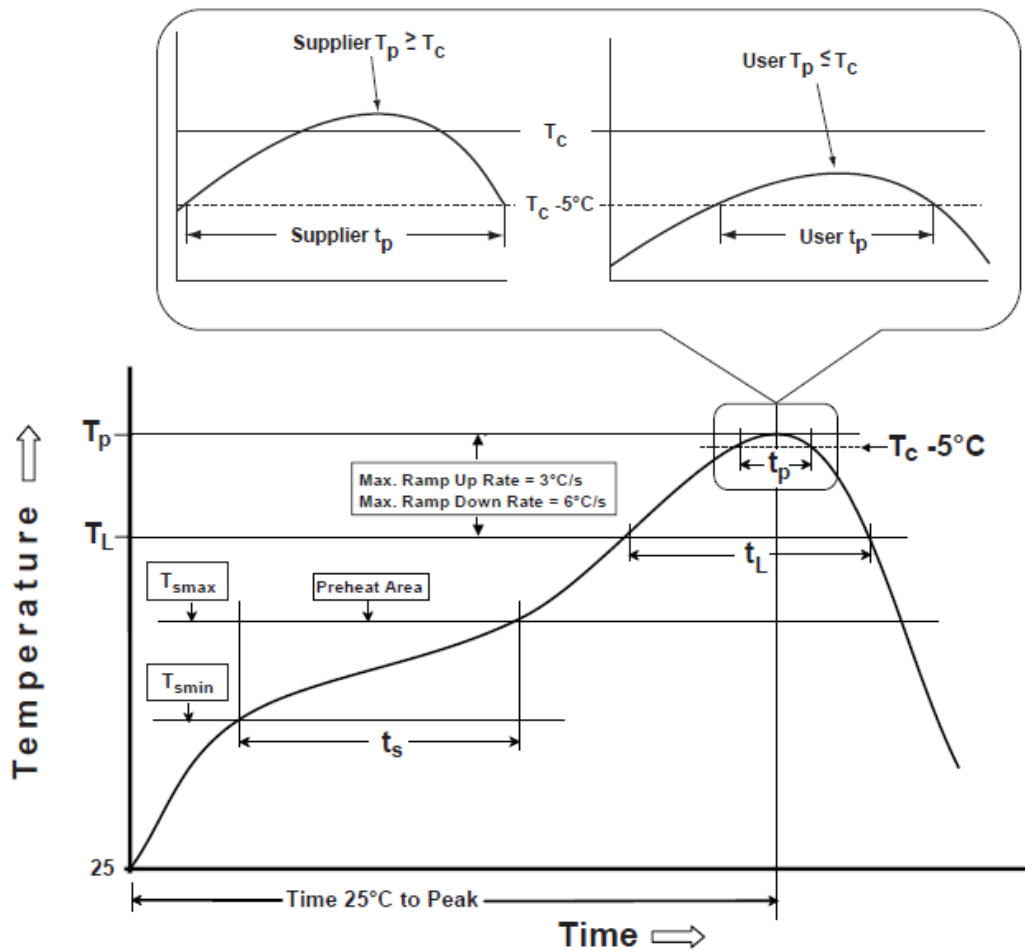 Supplier Tp ≥ Tc
User Tp ≤ Tc
Tc
Tc -5°C
Supplier tp
User tp
Tp
Tc -5°C
tp
Max. Ramp Up Rate = 3°C/s
Max. Ramp Down Rate = 6°C/s
TL
tL
Tsmax
Preheat Area
Tsmin
ts
Temperature
25
Time 25°C to Peak
Time